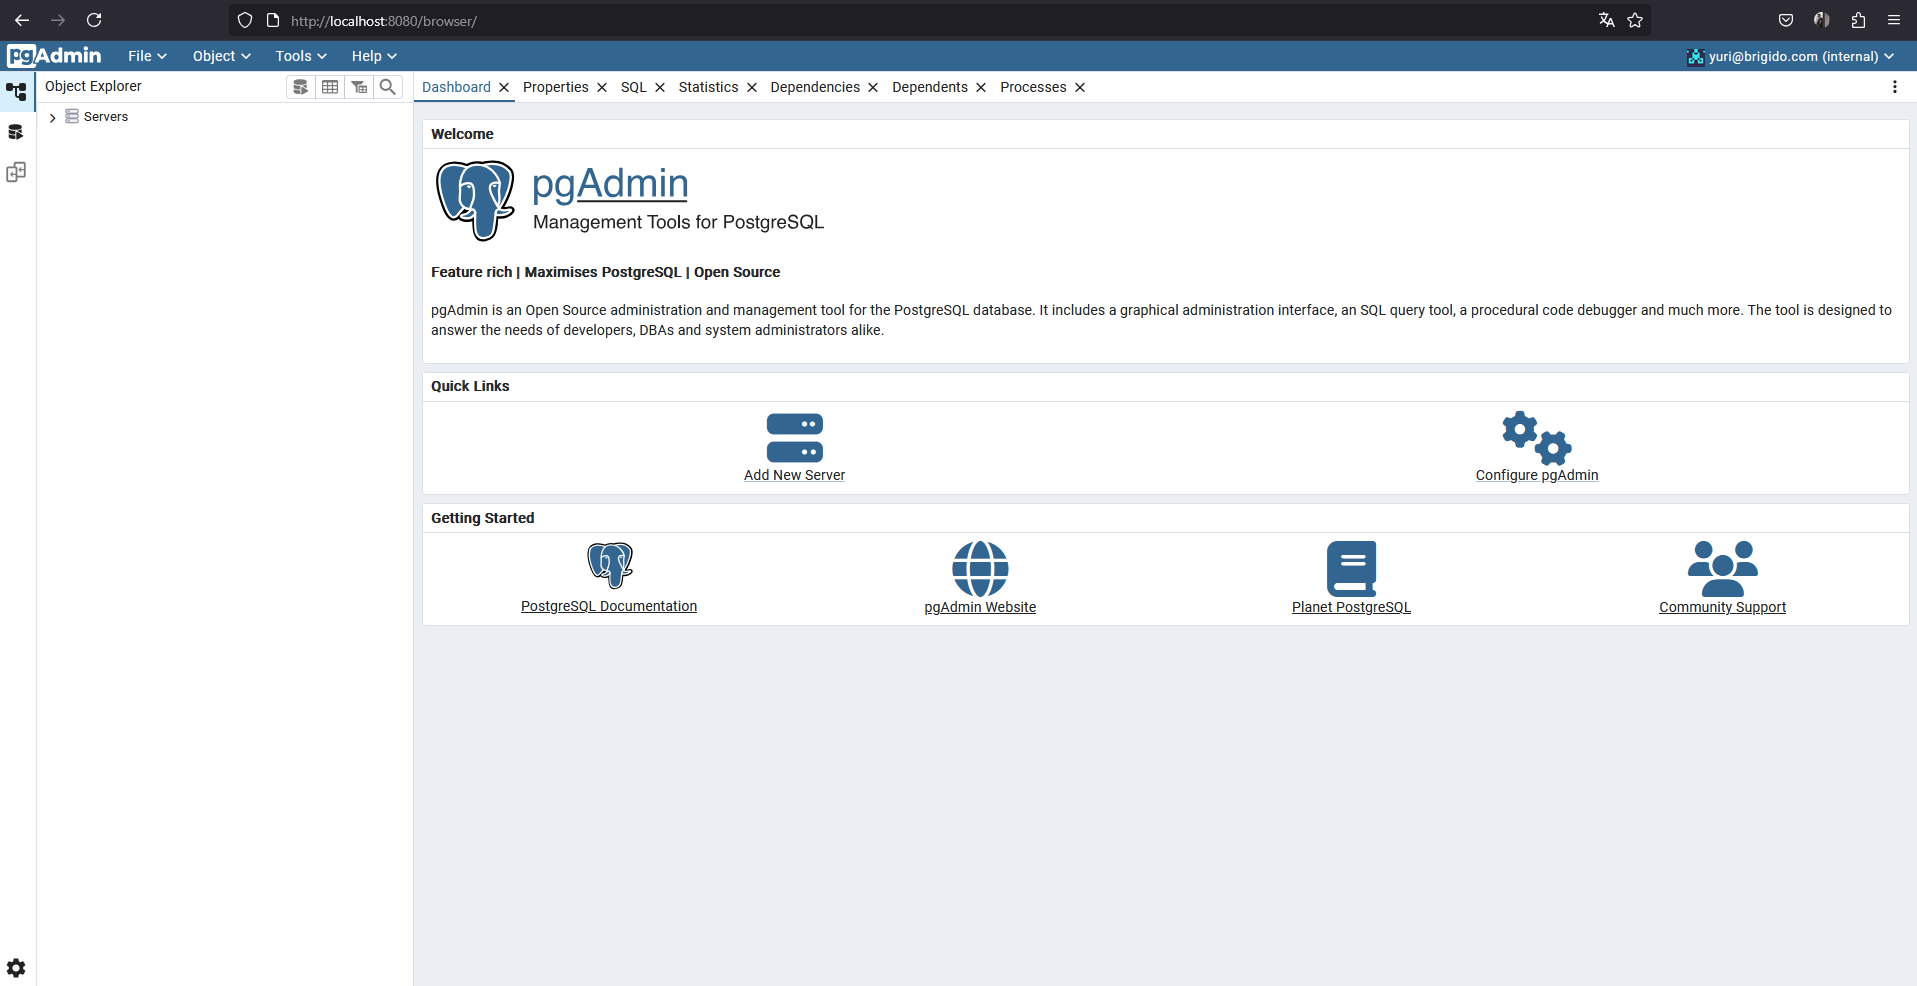 http://localhost:8080/browser/
pgAdmin File Object Tools Help yuri@brigido.com (internal)
Object Explorer
Servers
Dashboard Properties SQL Statistics Dependencies Dependents Processes
Welcome
pgAdmin
Management Tools for PostgreSQL
Feature rich | Maximises PostgreSQL | Open Source
pgAdmin is an Open Source administration and management tool for the PostgreSQL database. It includes a graphical administration interface, an SQL query tool, a procedural code debugger and much more. The tool is designed to
answer the needs of developers, DBAs and system administrators alike.
Quick Links
Add New Server Configure pgAdmin
Getting Started
PostgreSQL Documentation pgAdmin Website Planet PostgreSQL Community Support